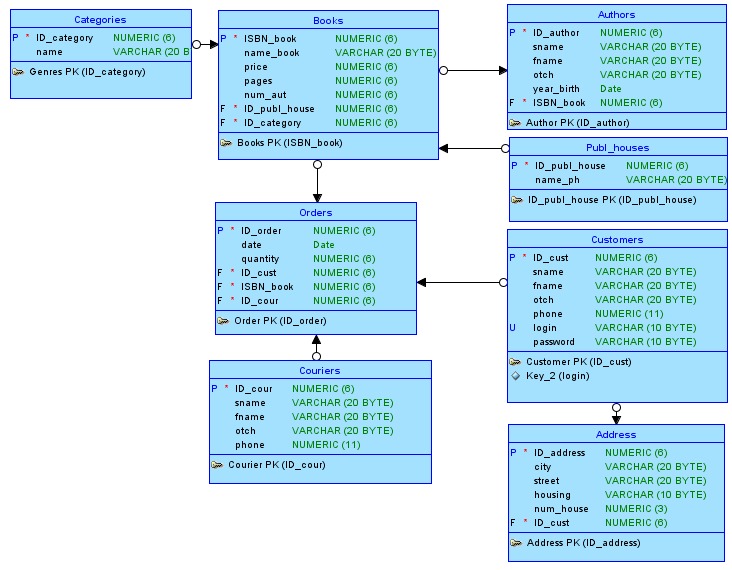 Categories
P * ID_category NUMERIC (6)
name VARCHAR (20 B
Genres PK (ID_category)
Books
P * ISBN_book NUMERIC (6)
name_book VARCHAR (20 BYTE)
price NUMERIC (6)
pages NUMERIC (6)
num_aut NUMERIC (6)
F * ID_publ_house NUMERIC (6)
F * ID_category NUMERIC (6)
Books PK (ISBN_book)
Authors
P * ID_author NUMERIC (6)
sname VARCHAR (20 BYTE)
fname VARCHAR (20 BYTE)
otch VARCHAR (20 BYTE)
year_birth Date
F * ISBN_book NUMERIC (6)
Author PK (ID_author)
Publ_houses
P * ID_publ_house NUMERIC (6)
name_ph VARCHAR (20 BYTE)
ID_publ_house PK (ID_publ_house)
Orders
P * ID_order NUMERIC (6)
date Date
quantity NUMERIC (6)
F * ID_cust NUMERIC (6)
F * ISBN_book NUMERIC (6)
F * ID_cour NUMERIC (6)
Order PK (ID_order)
Customers
P * ID_cust NUMERIC (6)
sname VARCHAR (20 BYTE)
fname VARCHAR (20 BYTE)
otch VARCHAR (20 BYTE)
phone NUMERIC (11)
U login VARCHAR (10 BYTE)
password VARCHAR (10 BYTE)
Customer PK (ID_cust)
Key_2 (login)
Couriers
P * ID_cour NUMERIC (6)
sname VARCHAR (20 BYTE)
fname VARCHAR (20 BYTE)
otch VARCHAR (20 BYTE)
phone NUMERIC (11)
Courier PK (ID_cour)
Address
P * ID_address NUMERIC (6)
city VARCHAR (20 BYTE)
street VARCHAR (20 BYTE)
housing VARCHAR (10 BYTE)
num_house NUMERIC (3)
F * ID_cust NUMERIC (6)
Address PK (ID_address)